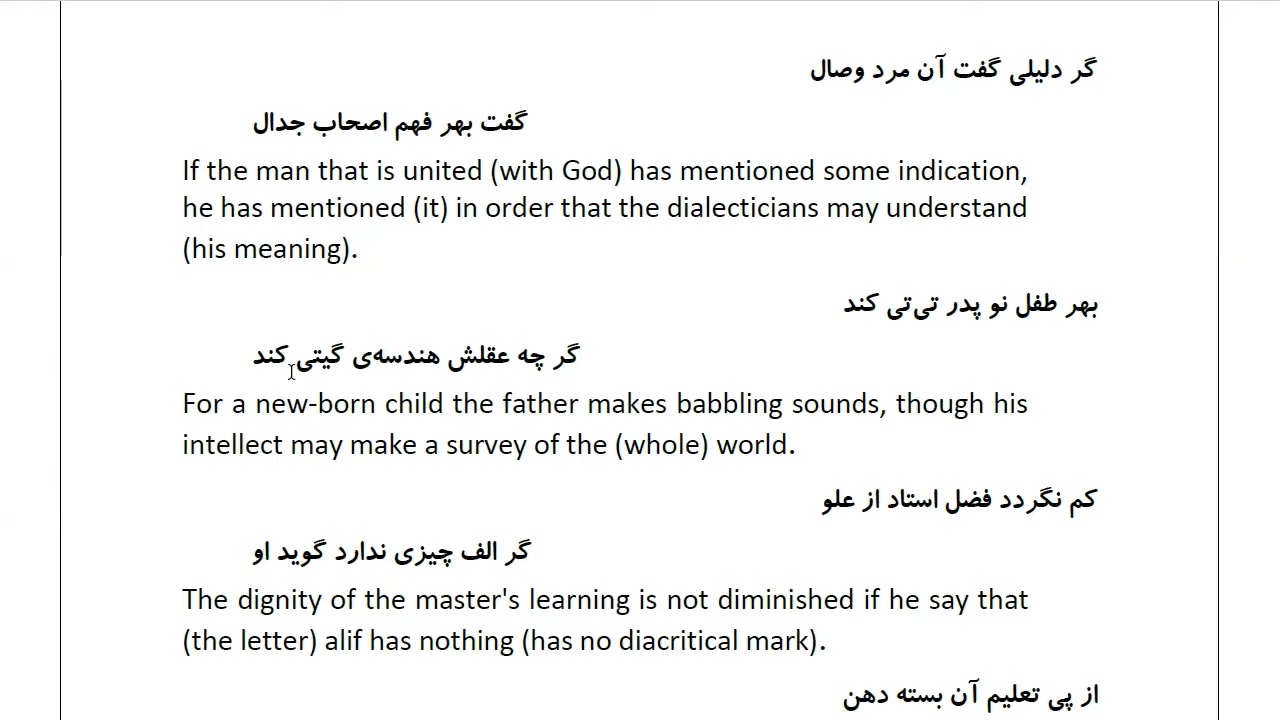 گر دلیلی گفت آن مرد وصال
گفت بهر فهم اصحاب جدال
If the man that is united (with God) has mentioned some indication,
he has mentioned (it) in order that the dialecticians may understand
(his meaning).
بهر طفل نو پدر تی‌تی کند
گر چه عقلش هندسه‌ی گیتی کند
For a new-born child the father makes babbling sounds, though his
intellect may make a survey of the (whole) world.
کم نگردد فضل استاد از علو
گر الف چیزی ندارد گوید او
The dignity of the master's learning is not diminished if he say that
(the letter) alif has nothing (has no diacritical mark).
از پی تعلیم آن بسته دهن